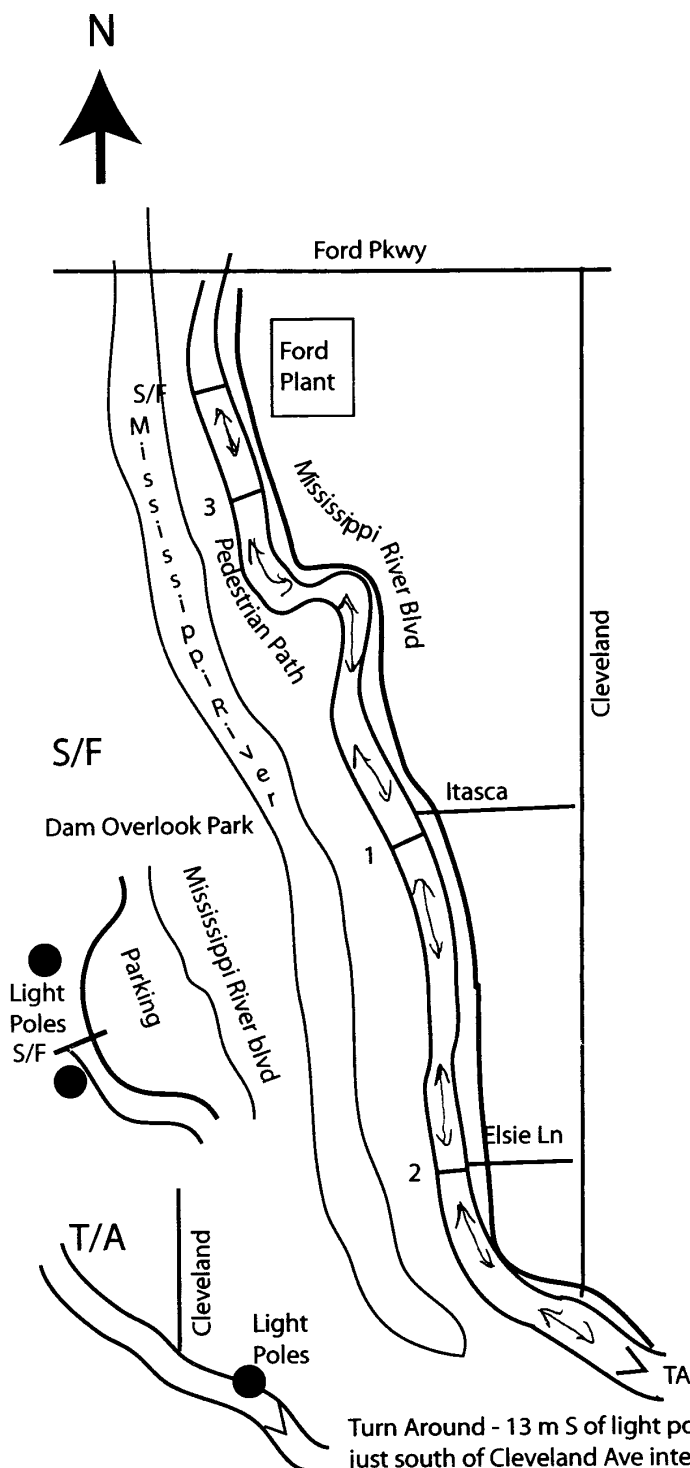 N
Ford Pkwy
Ford
Plant
S/F
Mississippi River
3
Mississippi River Blvd
Pedestrian Path
Cleveland
S/F
Itasca
Dam Overlook Park
1
Mississippi River blvd
Parking
Light
Poles
S/F
Elsie Ln
2
T/A
Cleveland
Light
Poles
TA
Turn Around - 13 m S of light po
just south of Cleveland Ave inte